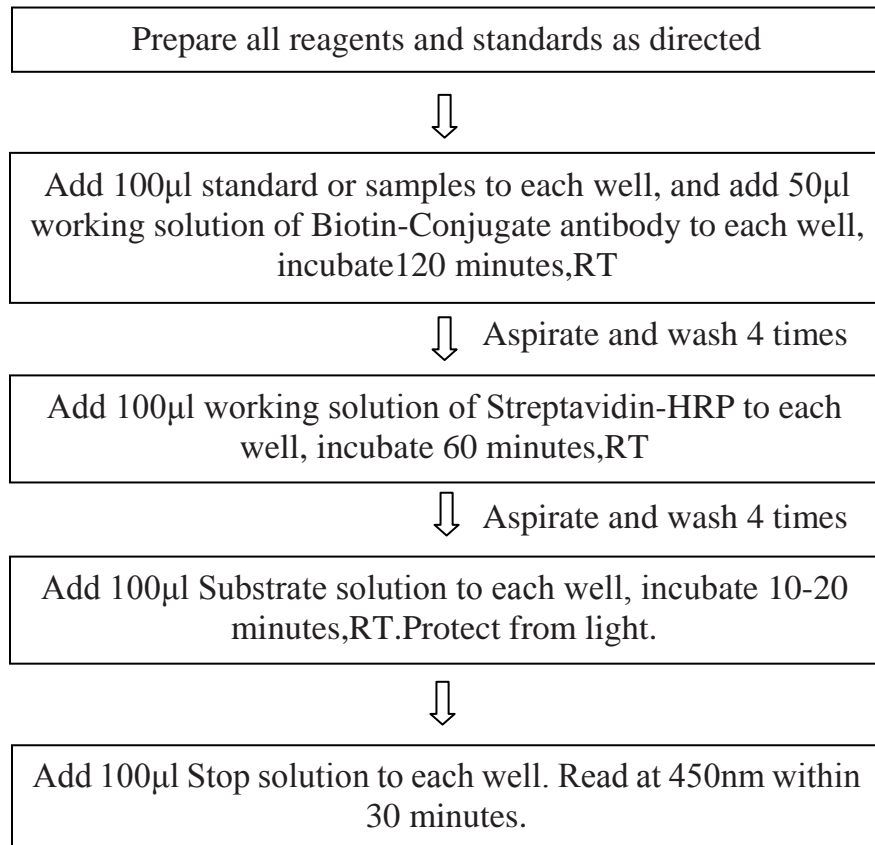 Prepare all reagents and standards as directed
Add 100μl standard or samples to each well, and add 50μl
working solution of Biotin-Conjugate antibody to each well,
incubate120 minutes,RT
Aspirate and wash 4 times
Add 100μl working solution of Streptavidin-HRP to each
well, incubate 60 minutes,RT
Aspirate and wash 4 times
Add 100μl Substrate solution to each well, incubate 10-20
minutes,RT.Protect from light.
Add 100μl Stop solution to each well. Read at 450nm within
30 minutes.